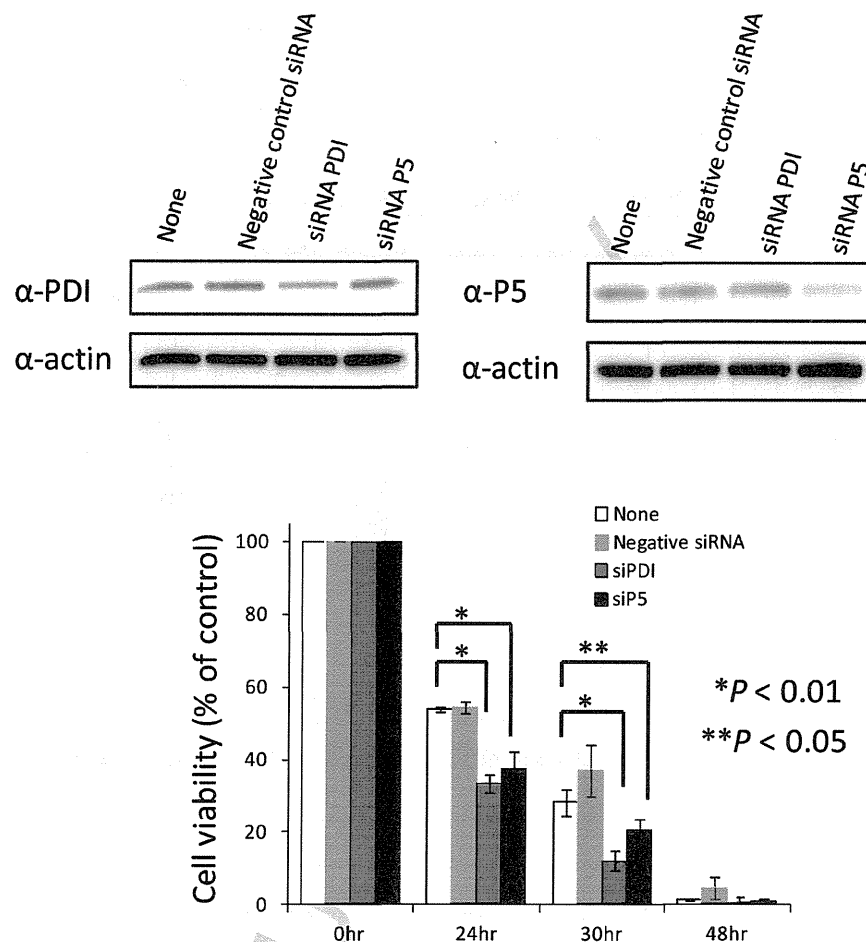 None
Negative control siRNA
siRNA PDI
siRNA P5
α-PDI
α-actin
None
Negative control siRNA
siRNA PDI
siRNA P5
α-P5
α-actin
Cell viability (% of control)
100
80
60
40
20
0
0hr
24hr
30hr
48hr
None
Negative siRNA
siPDI
siP5
*
*
**
*
*P < 0.01
**P < 0.05